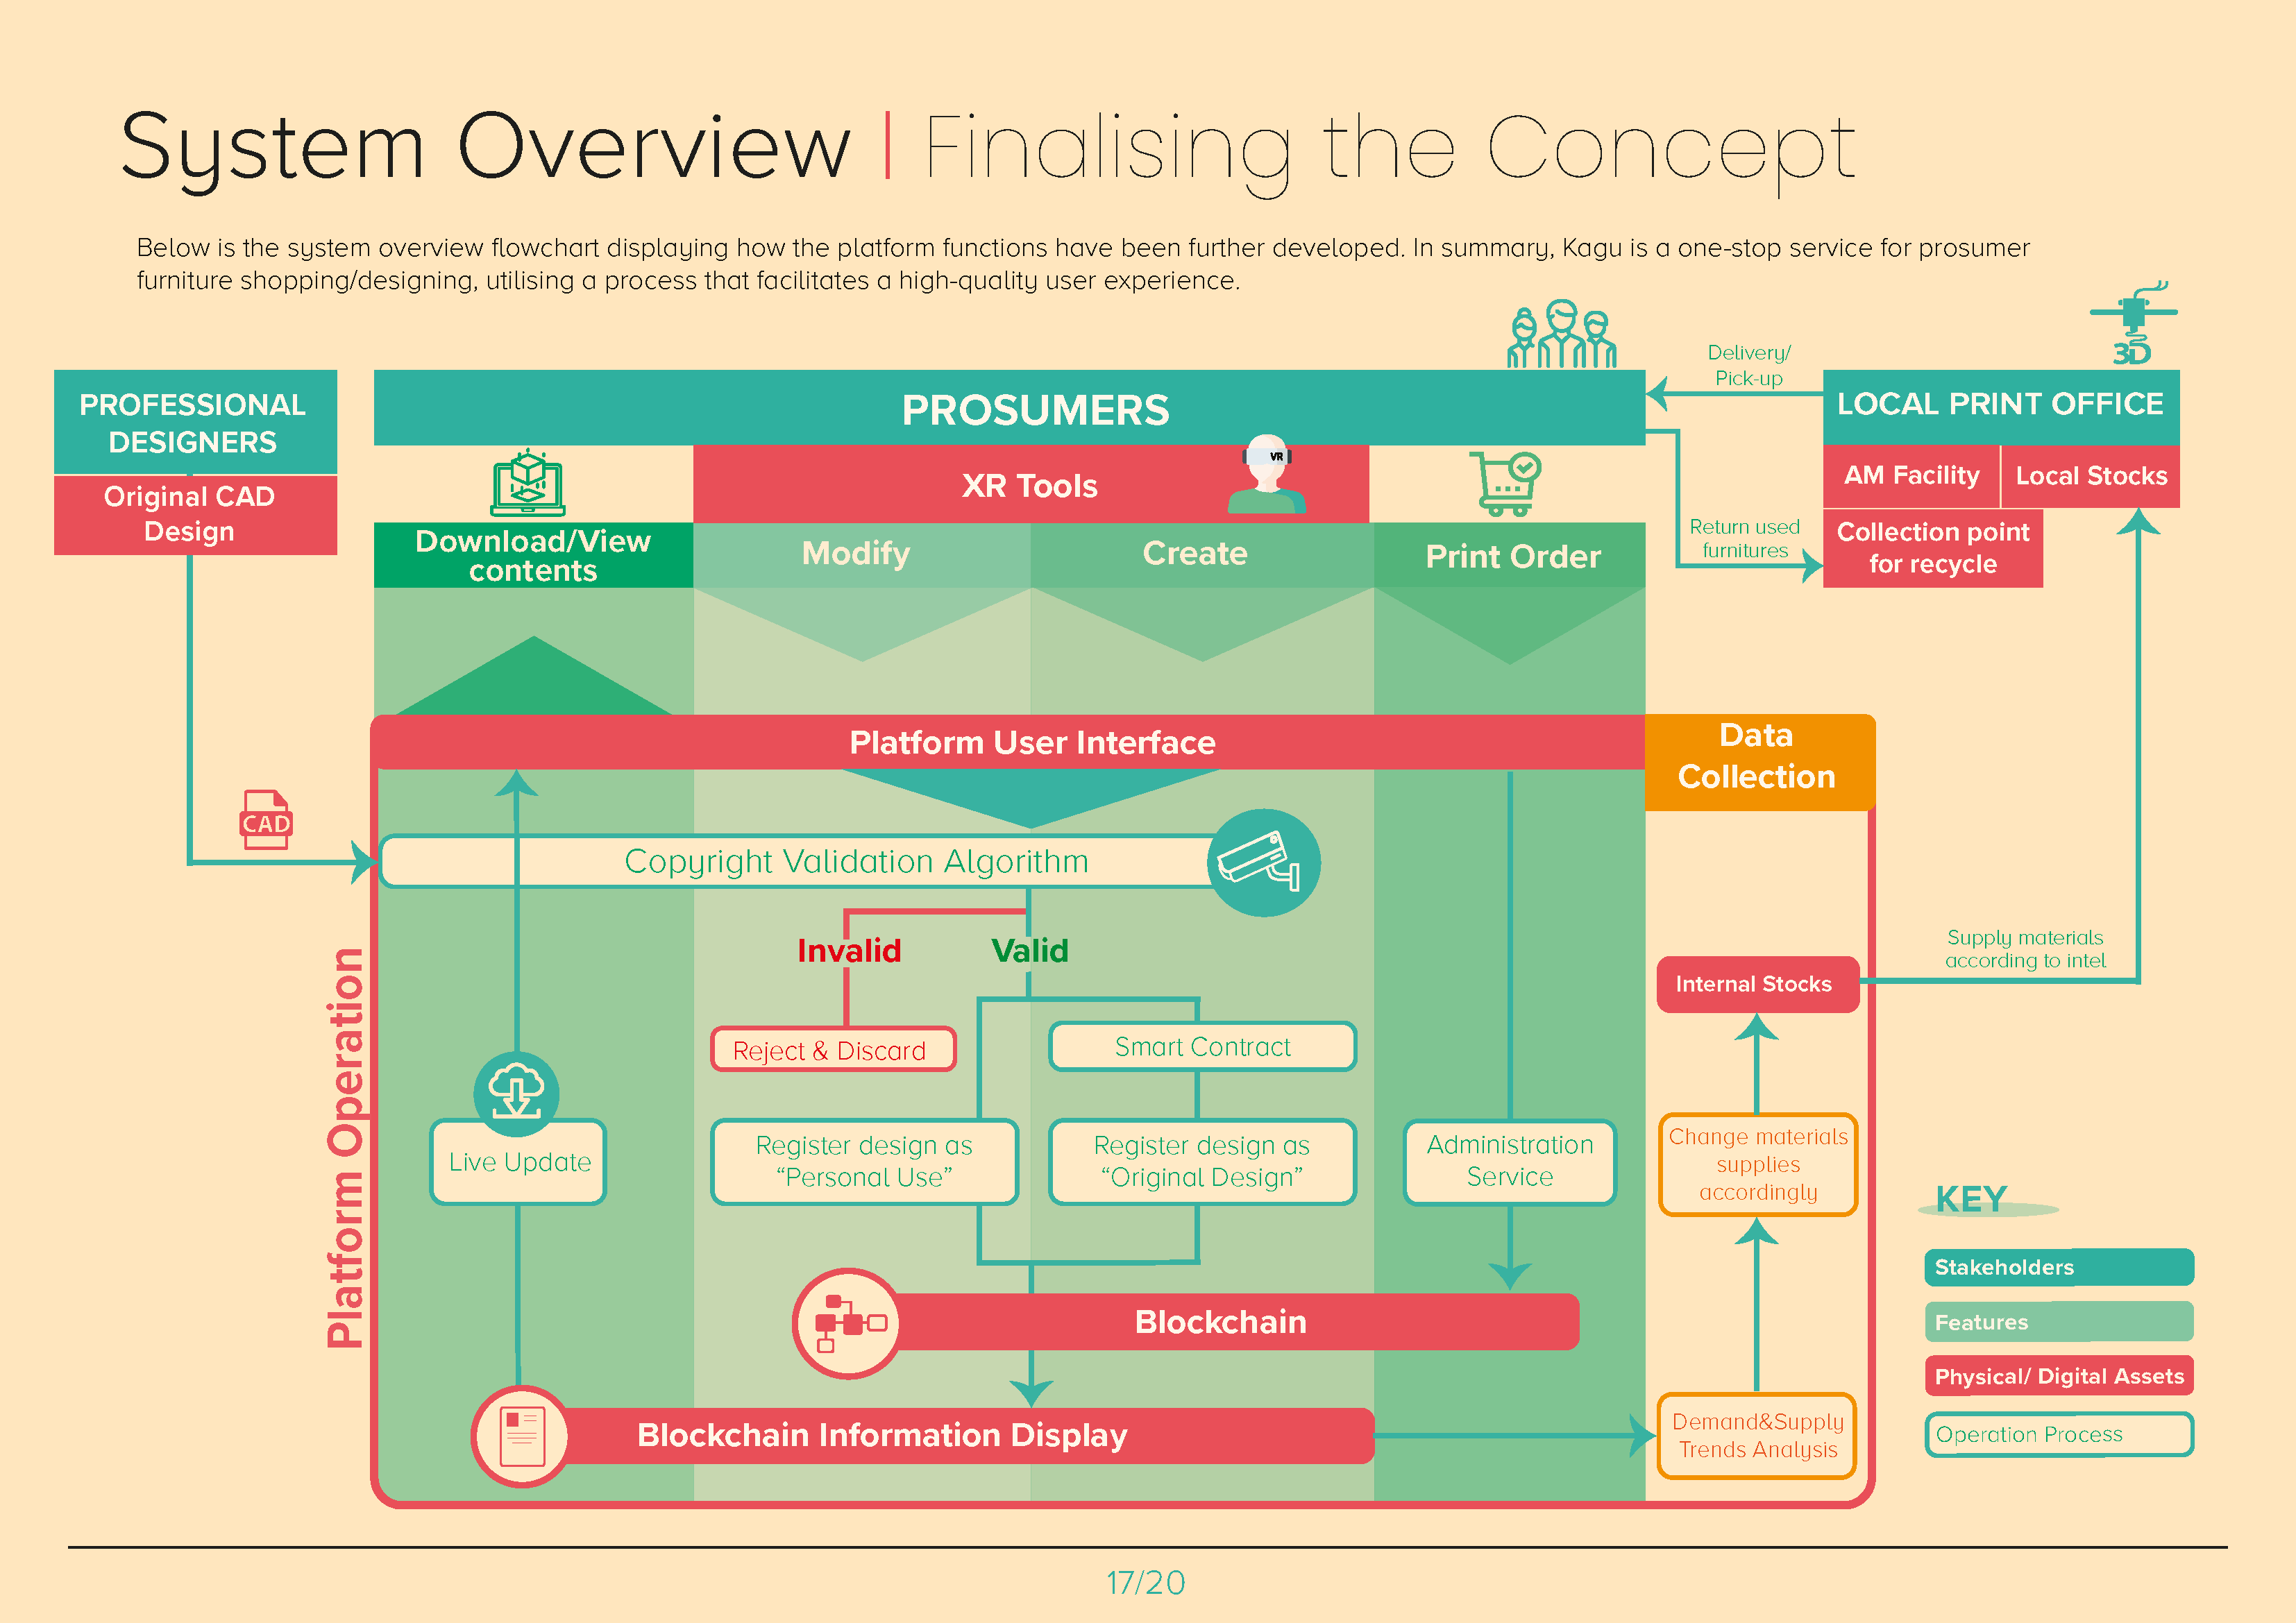 System Overview | Finalising the Concept
Below is the system overview flowchart displaying how the platform functions have been further developed. In summary, Kagu is a one-stop service for prosumer
furniture shopping/designing, utilising a process that facilitates a high-quality user experience.
PROFESSIONAL
DESIGNERS
Original CAD
Design
PROSUMERS
Delivery/
Pick-up
3D
LOCAL PRINT OFFICE
AM Facility
Local Stocks
Return used
furnitures
Collection point
for recycle
XR Tools
VR
Download/View
contents
Modify
Create
Print Order
Platform User Interface
Data
Collection
CAD
Copyright Validation Algorithm
Invalid
Valid
Reject & Discard
Smart Contract
Live Update
Register design as
“Personal Use”
Register design as
“Original Design”
Administration
Service
Internal Stocks
Supply materials
according to intel
Change materials
supplies
accordingly
Platform Operation
Blockchain
Blockchain Information Display
Demand&Supply
Trends Analysis
KEY
Stakeholders
Features
Physical/ Digital Assets
Operation Process
17/20